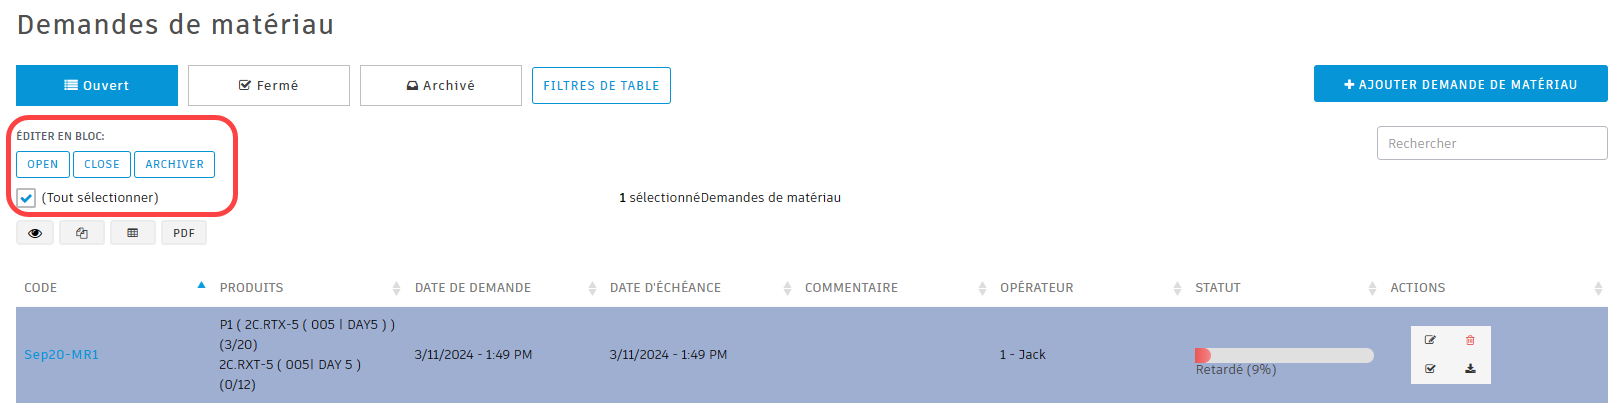 Demandes de matériau
Ouvert
Fermé
Archivé
FILTRES DE TABLE
AJOUTER DEMANDE DE MATÉRIAU
ÉDITER EN BLOC:
OPEN
CLOSE
ARCHIVER
Rechercher
(Tout sélectionner)
1 sélectionnéDemandes de matériau
PDF
CODE
PRODUITS
DATE DE DEMANDE
DATE D'ÉCHÉANCE
COMMENTAIRE
OPÉRATEUR
STATUT
ACTIONS
Sep20-MR1
P1 ( 2C.RTX-5 ( 005 | DAY5 ) )
(3/20)
2C.RXT-5 ( 005| DAY 5 )
(0/12)
3/11/2024 - 1:49 PM
3/11/2024 - 1:49 PM
1 - Jack
Retardé (9%)